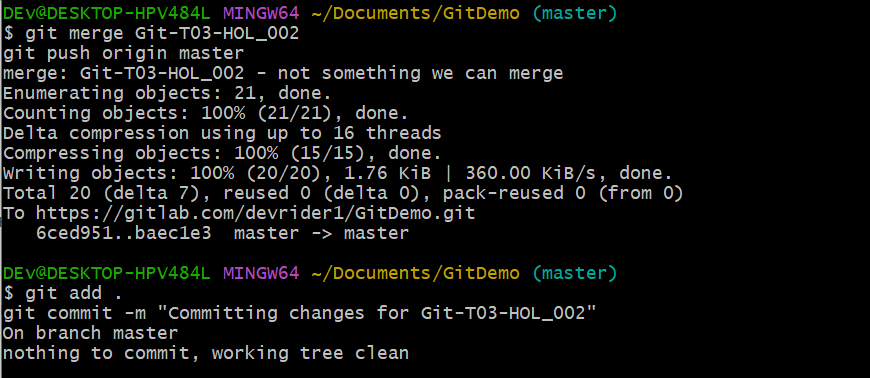 DEv@DESKTOP-HPV484L MINGW64 ~/Documents/GitDemo (master)
$ git merge Git-T03-HOL_002
git push origin master
merge: Git-T03-HOL_002 - not something we can merge
Enumerating objects: 21, done.
Counting objects: 100% (21/21), done.
Delta compression using up to 16 threads
Compressing objects: 100% (15/15), done.
Writing objects: 100% (20/20), 1.76 KiB | 360.00 KiB/s, done.
Total 20 (delta 7), reused 0 (delta 0), pack-reused 0 (from 0)
To https://gitlab.com/devrider1/GitDemo.git
   6ced951..baec1e3  master -> master
DEv@DESKTOP-HPV484L MINGW64 ~/Documents/GitDemo (master)
$ git add .
git commit -m "Committing changes for Git-T03-HOL_002"
On branch master
nothing to commit, working tree clean